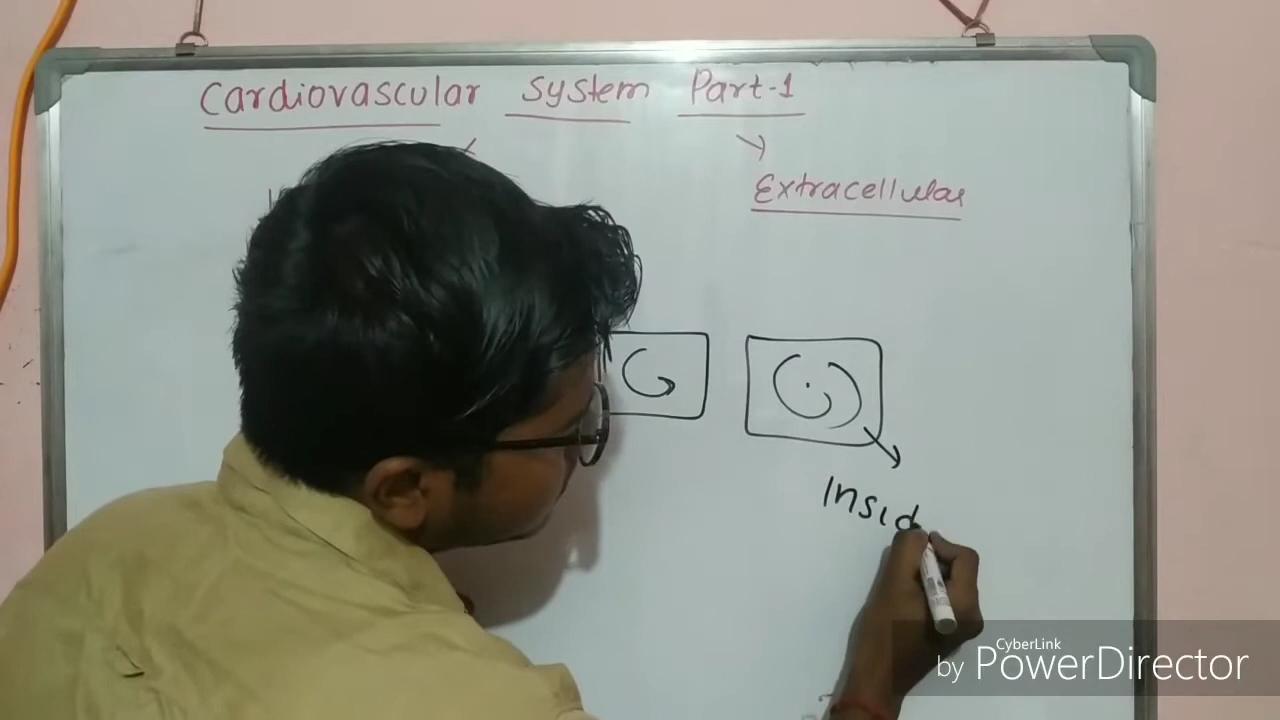 Cardiovascular System Part-1
Extracellular
Insid
CyberLink
by PowerDirector